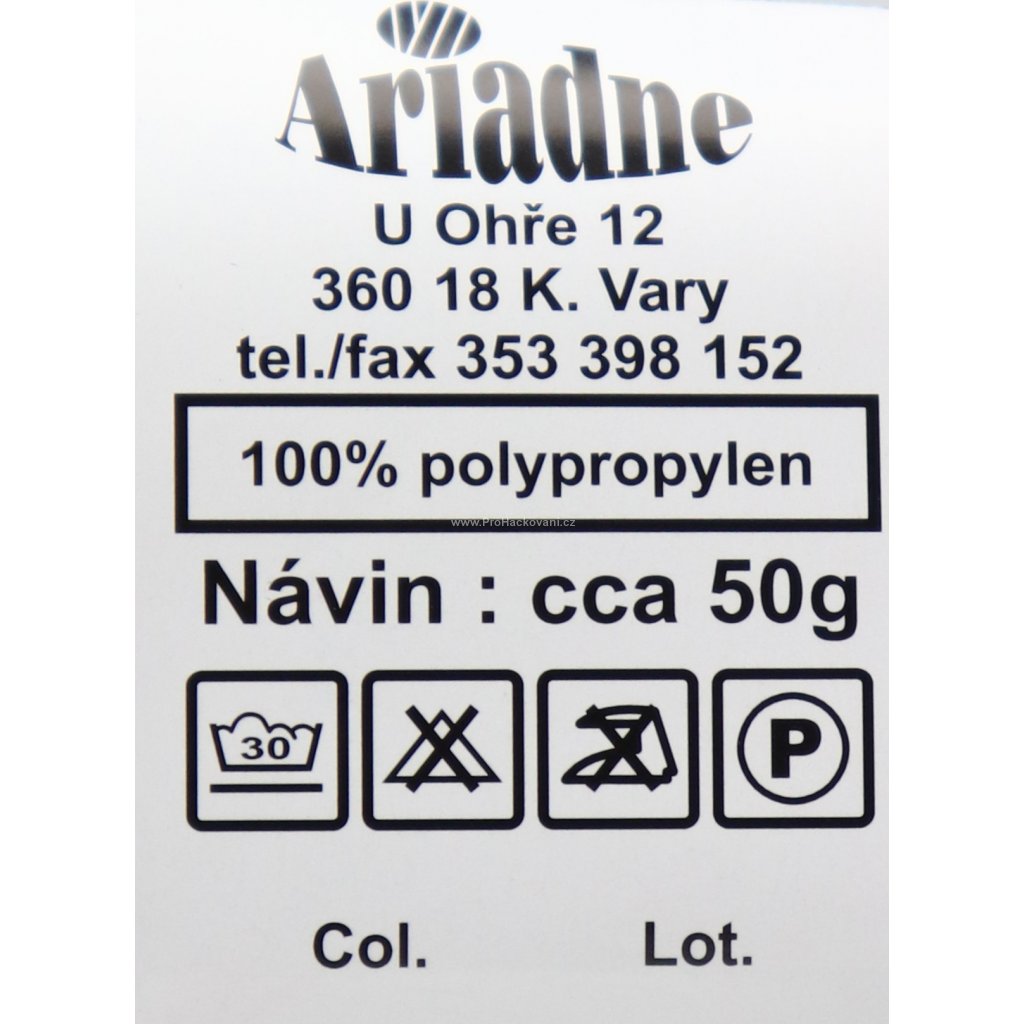 Ariadne
U Ohře 12
360 18 K. Vary
tel./fax 353 398 152
100% polypropylen
www.ProHackovani.cz
Návin : cca 50g
30
P
Col. Lot.